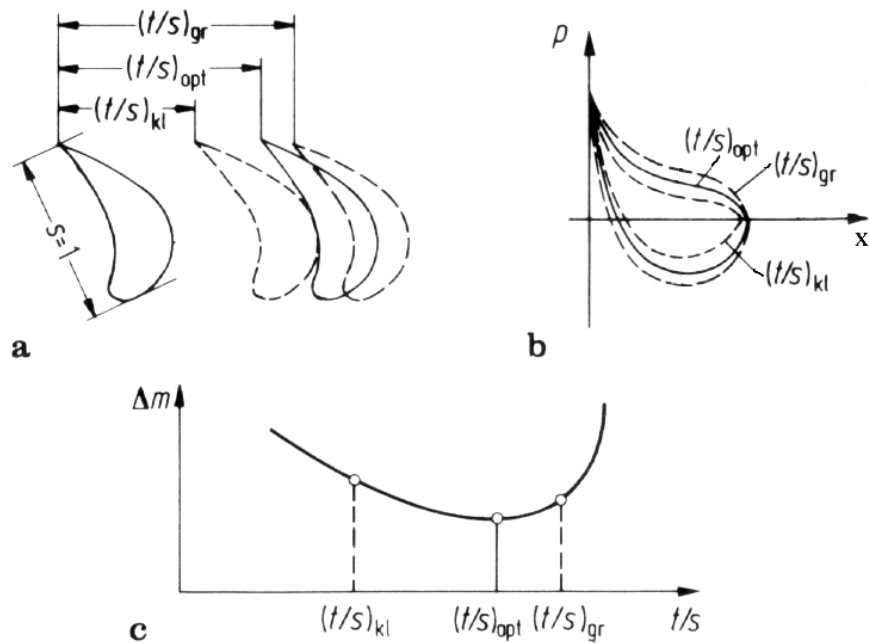 (t/s)gr
(t/s)opt
(t/s)kl
s=1
a
p
(t/s)opt
(t/s)gr
x
(t/s)kl
b
Δm
(t/s)kl (t/s)opt (t/s)gr t/s
c